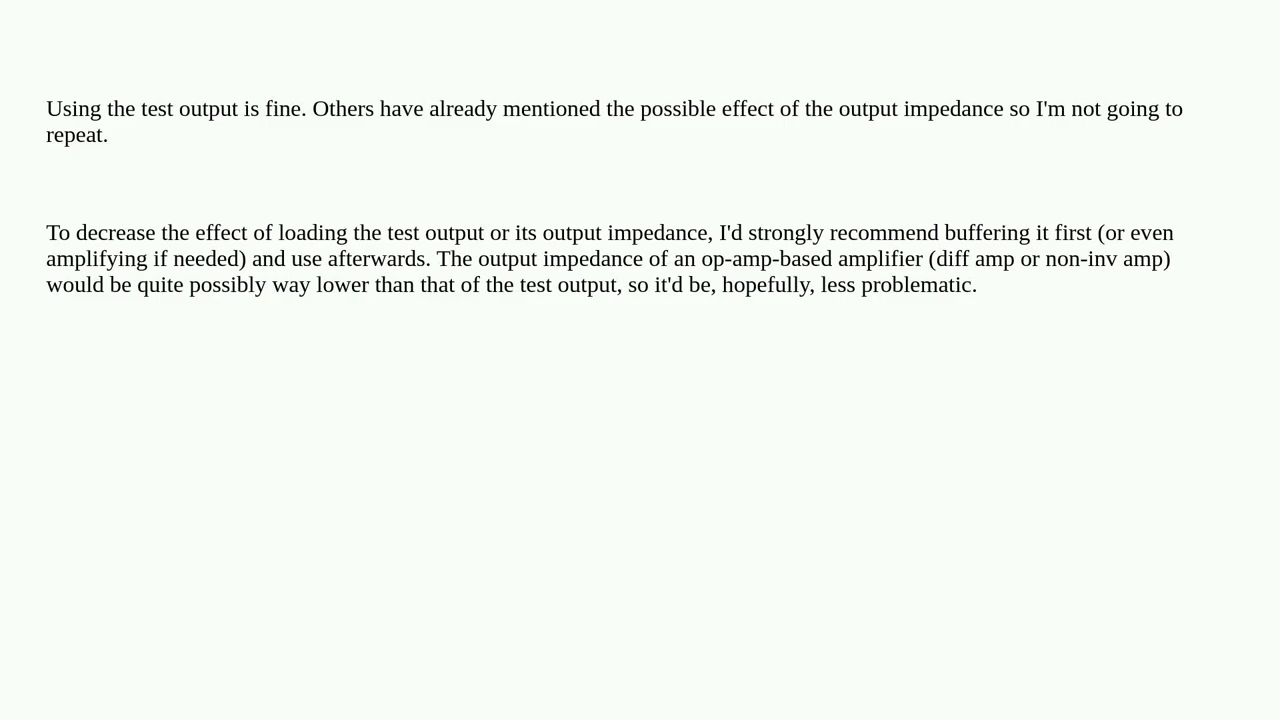 Using the test output is fine. Others have already mentioned the possible effect of the output impedance so I'm not going to
repeat.
To decrease the effect of loading the test output or its output impedance, I'd strongly recommend buffering it first (or even
amplifying if needed) and use afterwards. The output impedance of an op-amp-based amplifier (diff amp or non-inv amp)
would be quite possibly way lower than that of the test output, so it'd be, hopefully, less problematic.